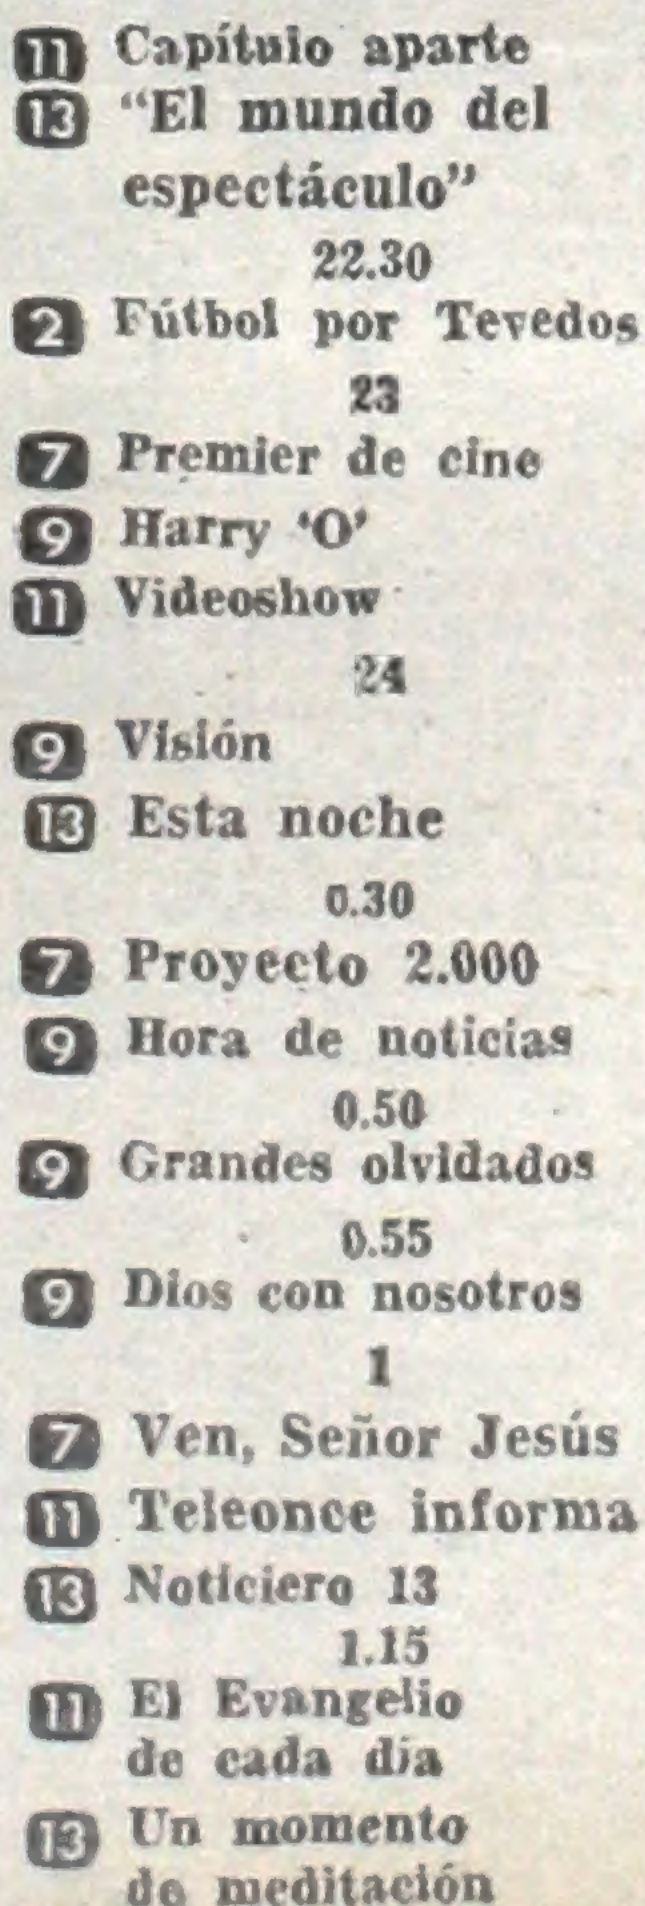 11 Capítulo aparte
13 "El mundo del
espectáculo"
22.30
2 Fútbol por Tevedos
23
7 Premier de cine
9 Harry 'O'
11 Videoshow
24
9 Visión
13 Esta noche
0.30
7 Proyecto 2.000
9 Hora de noticias
0.50
9 Grandes olvidados
0.55
9 Dios con nosotros
1
7 Ven, Señor Jesús
11 Teleonce informa
13 Noticiero 13
1.15
11 El Evangelio
de cada día
13 Un momento
de meditación